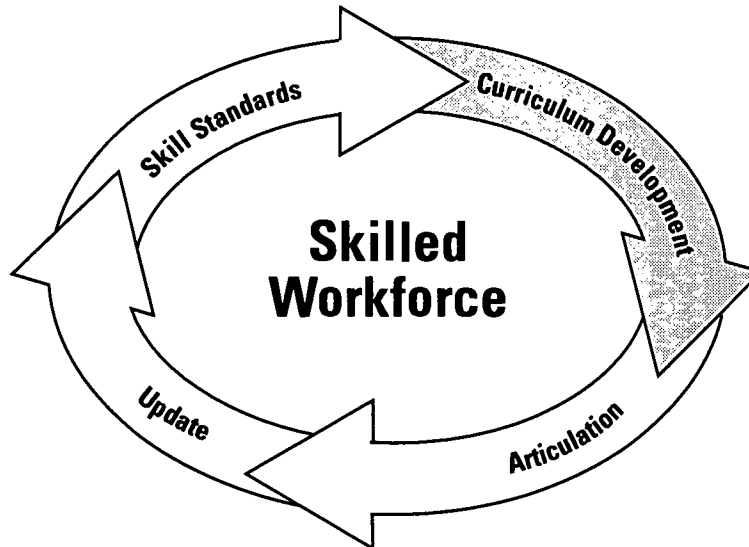 Skill Standards
Curriculum Development
Skilled
Workforce
Update
Articulation